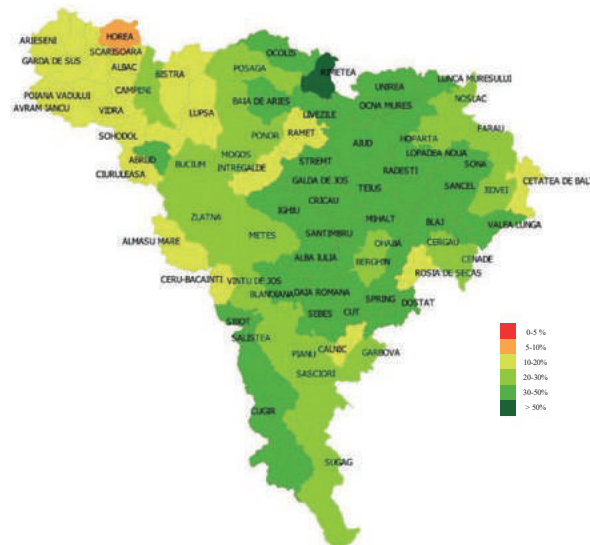 HOREA
ARIESENI
SCARISOARA
OCOLIS
GARDA DE SUS
ALBAC
BISTRA
POSAGA
RIMETEA
UNIREA
LUNCA MURESULUI
POIANA VADULUI
CAMPENI
BAIA DE ARIES
NOSLAC
AVRAM IANCU
VIDRA
LUPSA
LIVEZILE
OCNA MURES
SOHODOL
PONOR
RAMET
FARAU
HOPARTA
AIUD
MOGOS
LOPADEA NOUA
ABRUD
BUCIUM
STREMT
SONA
CIURULEASA
INTREGALDE
RADESTI
GALDA DE JOS
TEIUS
SANCEL
JIDVEI
CETATEA DE BALT
CRICAU
IGHIU
ZLATNA
MIHALT
BLAJ
VALEA LUNGA
METES
SANTIMBRU
ALMASU MARE
OHABA
CERGAU
ALBA IULIA
BERGHIN
CENADE
ROSIA DE SECAS
CERU-BACAINTI
VINTU DE JOS
BLANDIANA
DAIA ROMANA
SPRING
DOSTAT
SIBOT
SEBES
CUT
SALISTEA
PIANU
CALNIC
GARBOVA
SASCIORI
CUGIR
SUGAG
0-5 %
5-10%
10-20%
20-30%
30-50%
> 50%